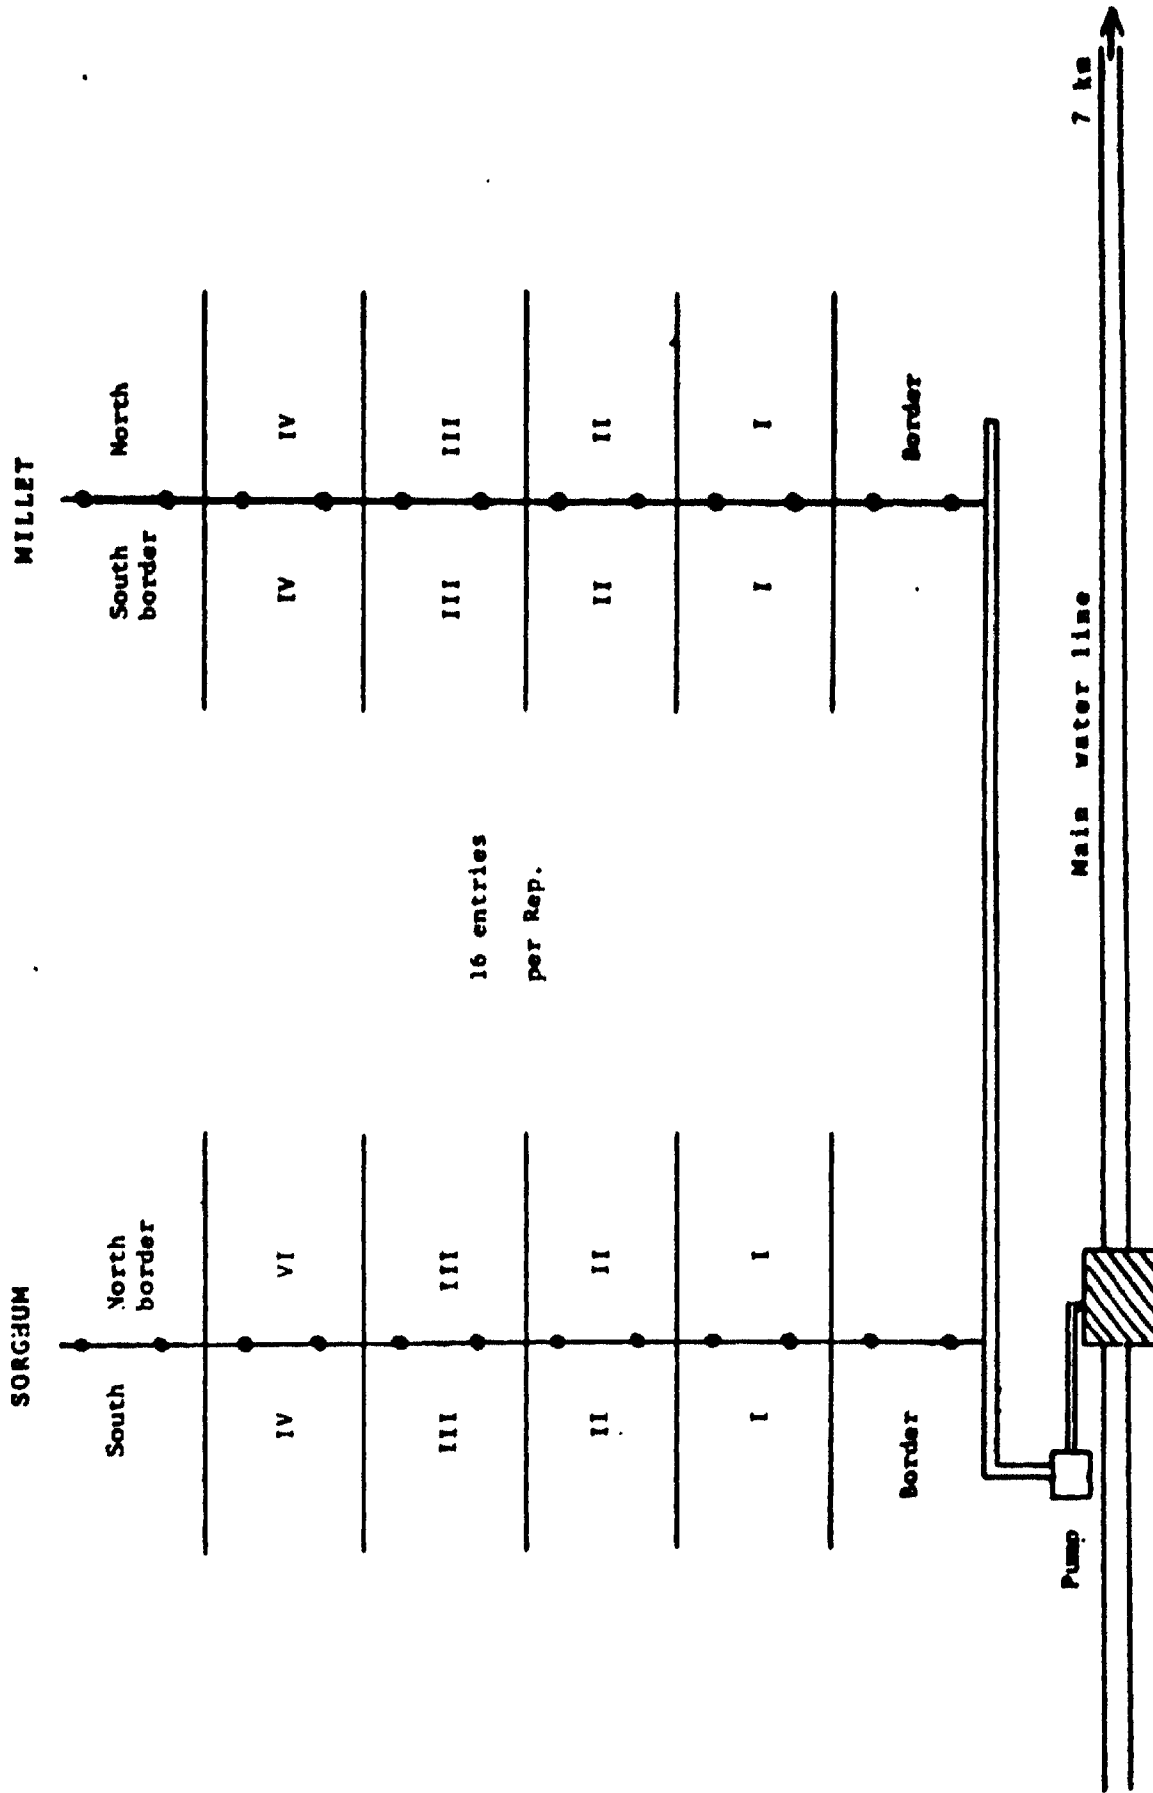 SORGHUM MILLET
South North South North
border border
IV VI IV IV
III III III III
16 entries
per Rep.
II II II II
I I I I
Border Border
Pump Main water line 7 km